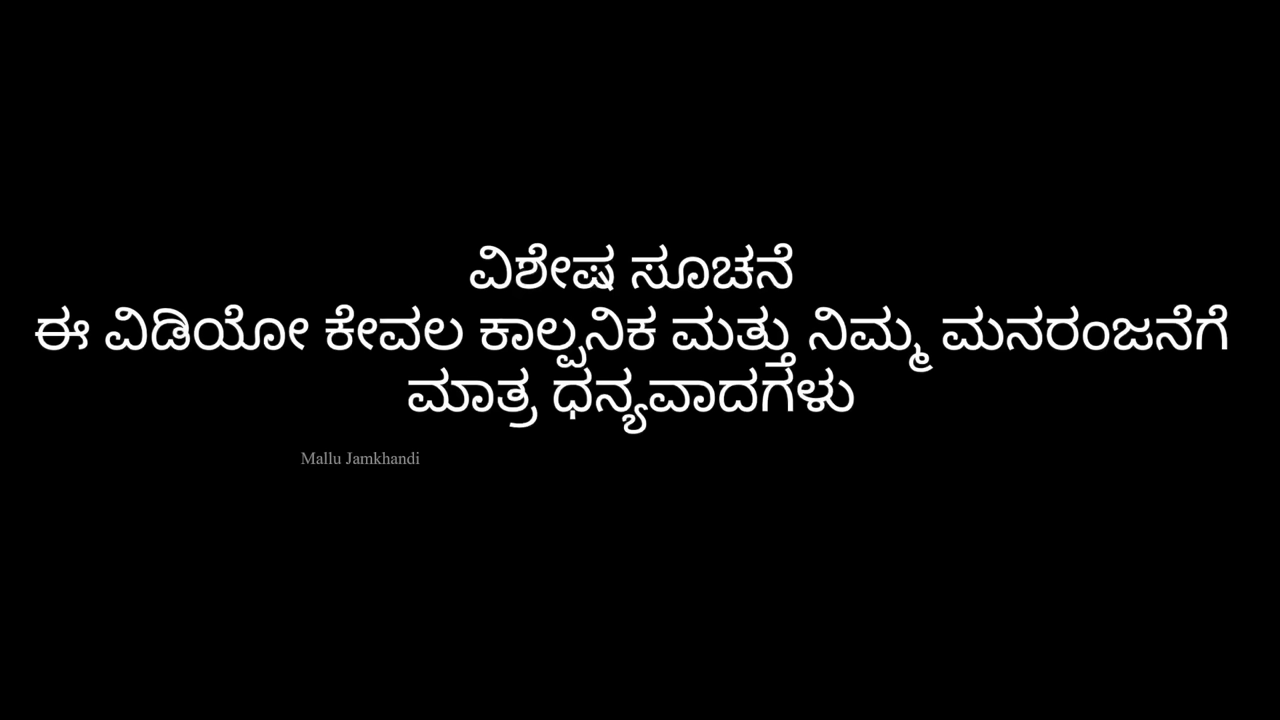 ವಿಶೇಷ ಸೂಚನೆ
ಈ ವಿಡಿಯೋ ಕೇವಲ ಕಾಲ್ಪನಿಕ ಮತ್ತು ನಿಮ್ಮ ಮನರಂಜನೆಗೆ
ಮಾತ್ರ ಧನ್ಯವಾದಗಳು
Mallu Jamkhandi